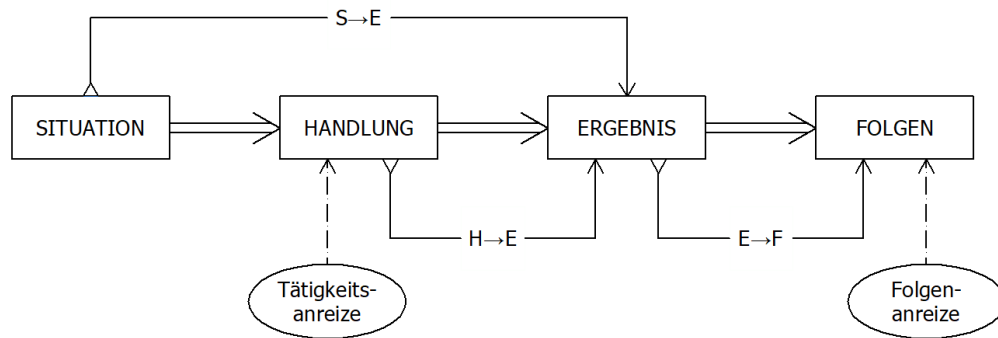 S→E
SITUATION
HANDLUNG
ERGEBNIS
FOLGEN
H→E
E→F
Tätigkeits-
anreize
Folgen-
anreize